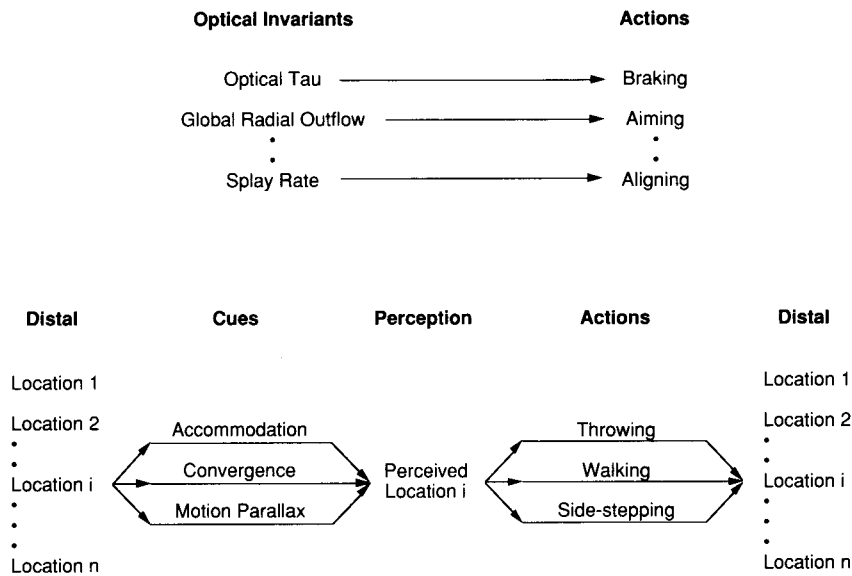 Optical Invariants Actions
Optical Tau Braking
Global Radial Outflow Aiming
Splay Rate Aligning
Distal Cues Perception Actions Distal
Location 1 Location 1
Location 2 Location 2
Accommodation Throwing
Location i Convergence Perceived Location i Walking Location i
Motion Parallax Side-stepping
Location n Location n